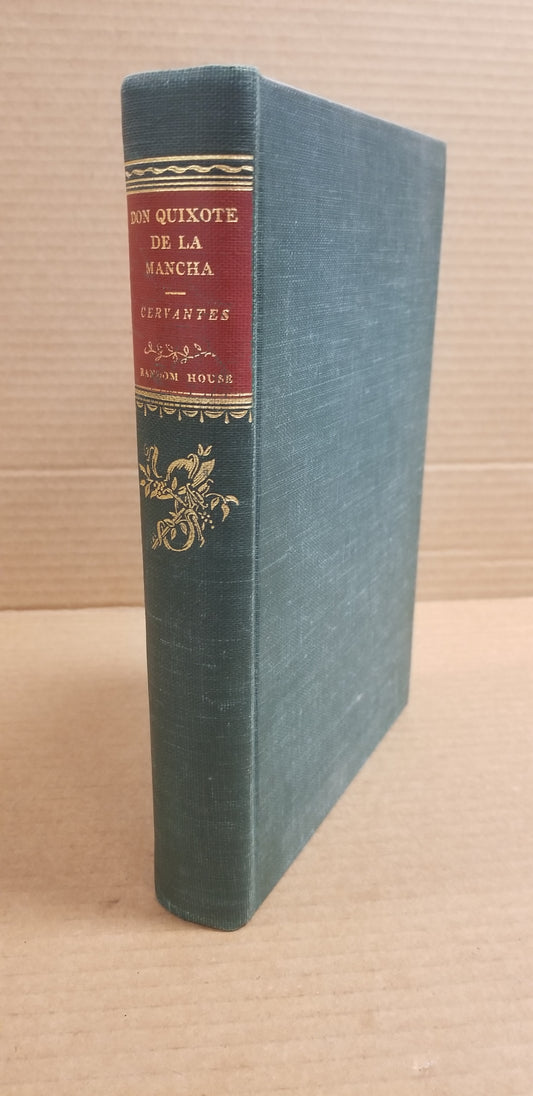 DON QUIXOTE
DE LA
MANCHA
CERVANTES
RANDOM HOUSE